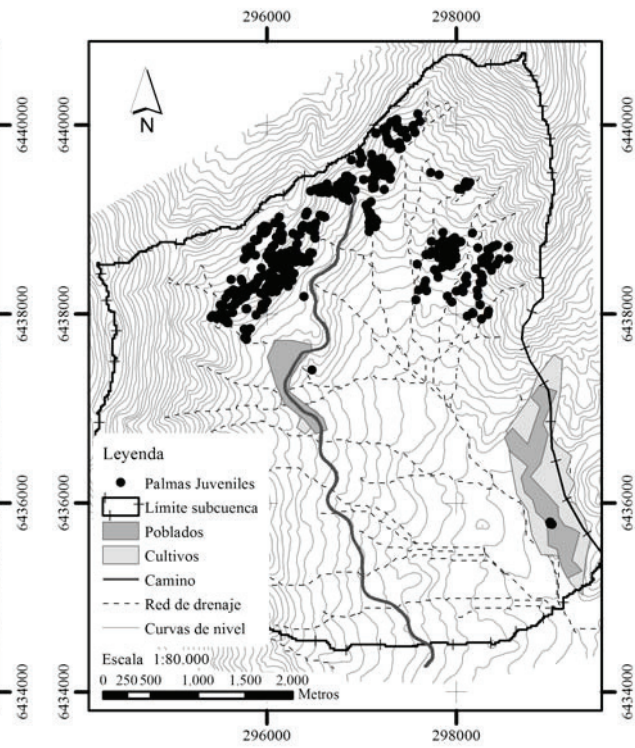 296000 298000
N
6440000 6440000
6438000 6438000
6436000 6436000
6434000 6434000
Leyenda
Palmas Juveniles
Límite subcuenca
Poblados
Cultivos
Camino
Red de drenaje
Curvas de nivel
Escala 1:80.000
0 250 500 1.000 1.500 2.000
Metros
296000 298000